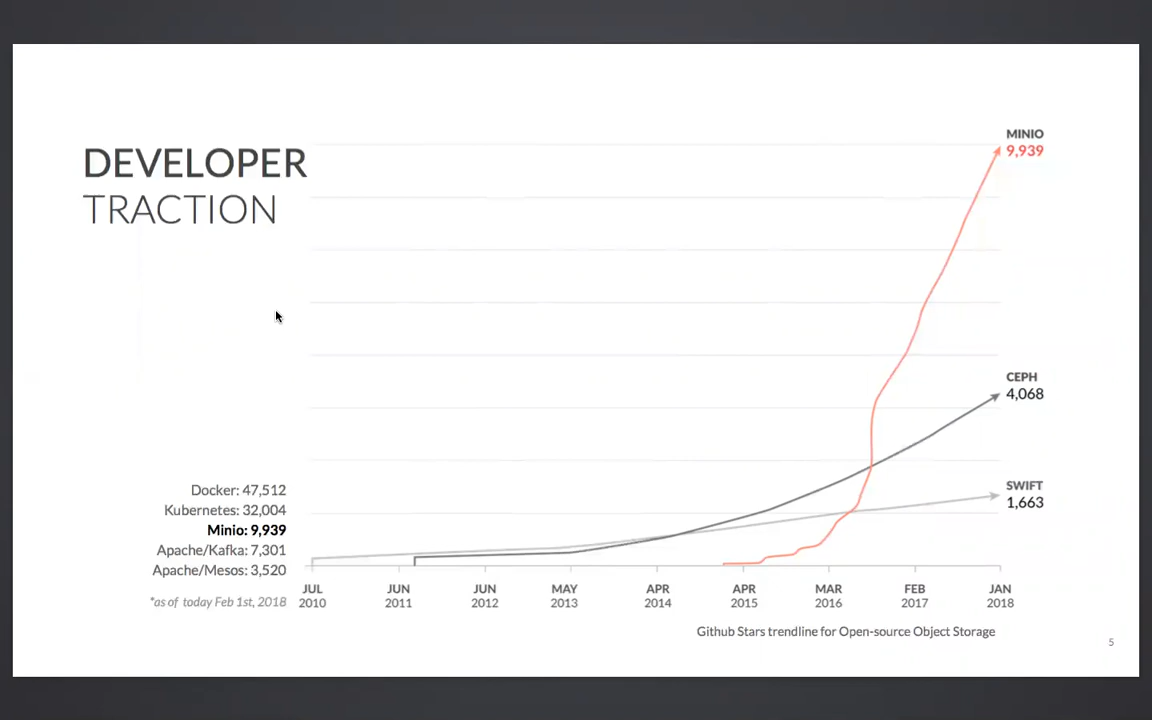 DEVELOPER
TRACTION
MINIO
9,939
CEPH
4,068
SWIFT
1,663
Docker: 47,512
Kubernetes: 32,004
Minio: 9,939
Apache/Kafka: 7,301
Apache/Mesos: 3,520
*as of today Feb 1st, 2018
JUL
2010
JUN
2011
JUN
2012
MAY
2013
APR
2014
APR
2015
MAR
2016
FEB
2017
JAN
2018
Github Stars trendline for Open-source Object Storage
5